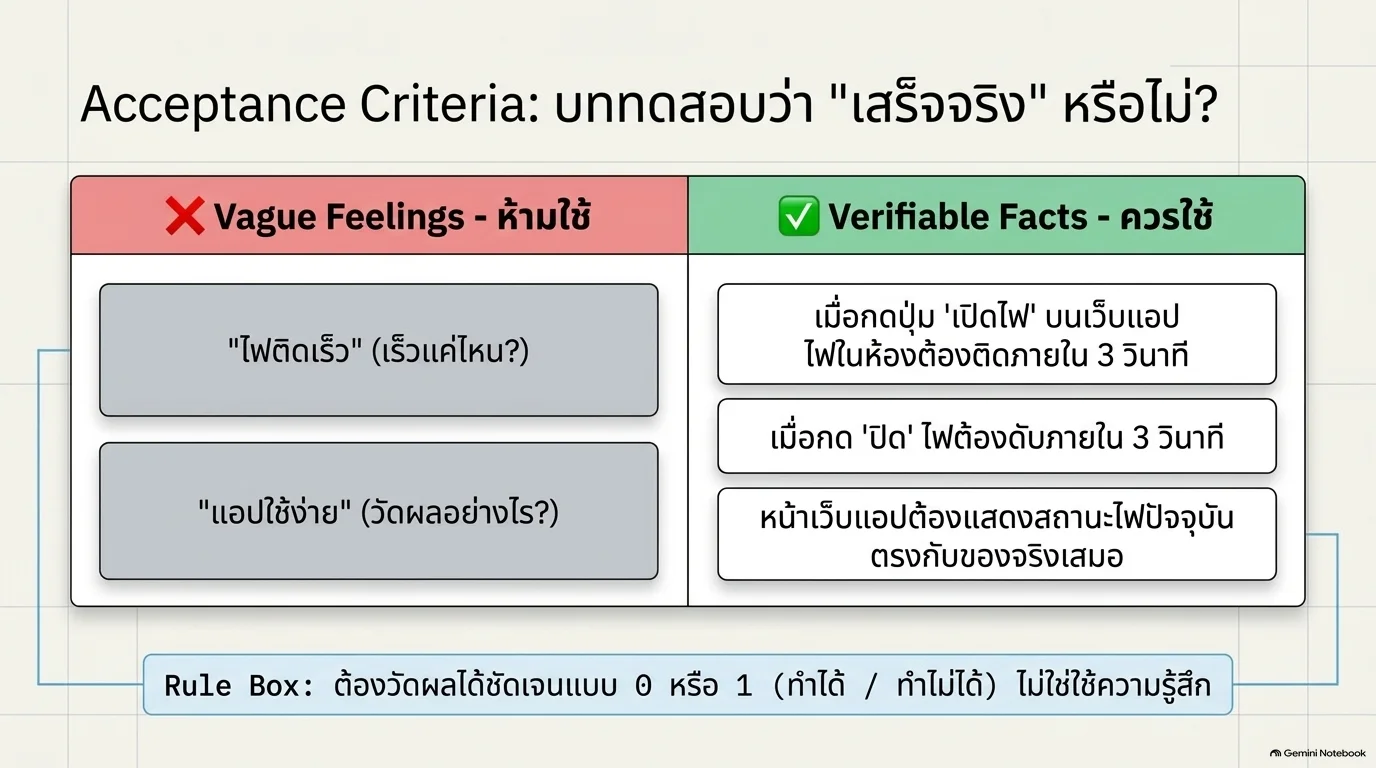 Acceptance Criteria: บททดสอบว่า "เสร็จจริง" หรือไม่?
❌ Vague Feelings - ห้ามใช้
"ไฟติดเร็ว" (เร็วแค่ไหน?)
"แอปใช้ง่าย" (วัดผลอย่างไร?)
✅ Verifiable Facts - ควรใช้
เมื่อกดปุ่ม 'เปิดไฟ' บนเว็บแอป
ไฟในห้องต้องติดภายใน 3 วินาที
เมื่อกด 'ปิด' ไฟต้องดับภายใน 3 วินาที
หน้าเว็บแอปต้องแสดงสถานะไฟปัจจุบัน
ตรงกับของจริงเสมอ
Rule Box: ต้องวัดผลได้ชัดเจนแบบ 0 หรือ 1 (ทำได้ / ทำไม่ได้) ไม่ใช่ใช้ความรู้สึก
Gemini Notebook